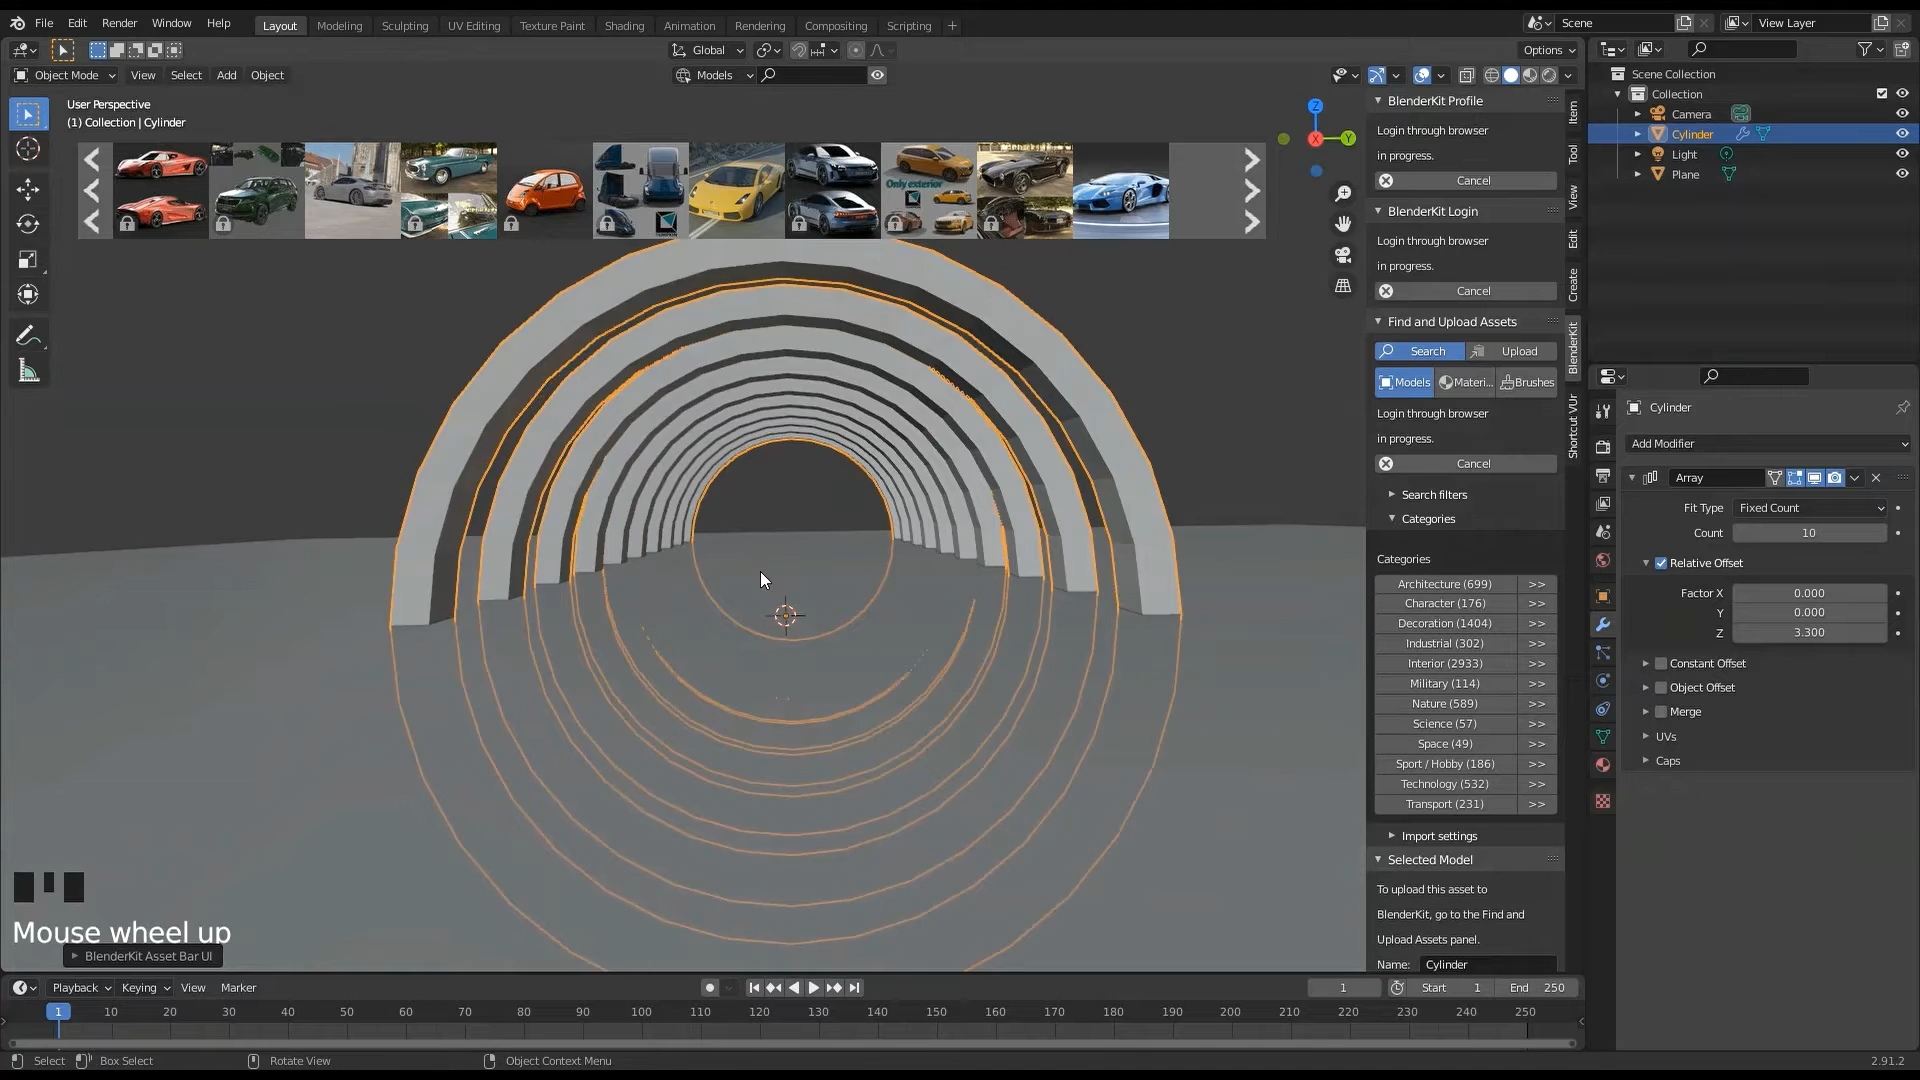 File Edit Render Window Help Layout Modeling Sculpting UV Editing Texture Paint Shading Animation Rendering Compositing Scripting + Scene View Layer
Global Options
Object Mode View Select Add Object Models
User Perspective
(1) Collection | Cylinder
Z
X
Y
Only exterior
BlenderKit Profile
Login through browser
in progress.
Cancel
BlenderKit Login
Login through browser
in progress.
Cancel
Find and Upload Assets
Search Upload
Models Materi... Brushes
Login through browser
in progress.
Cancel
Search filters
Categories
Categories
Architecture (699) >>
Character (176) >>
Decoration (1404) >>
Industrial (302) >>
Interior (2933) >>
Military (114) >>
Nature (589) >>
Science (57) >>
Space (49) >>
Sport / Hobby (186) >>
Technology (532) >>
Transport (231) >>
Import settings
Selected Model
To upload this asset to
BlenderKit, go to the Find and
Upload Assets panel.
Name: Cylinder
Item
Tool
View
Edit
Create
BlenderKit
Shortcut VUr
Scene Collection
Collection
Camera
Cylinder
Light
Plane
Cylinder
Add Modifier
Array
Fit Type Fixed Count
Count 10
Relative Offset
Factor X 0.000
Y 0.000
Z 3.300
Constant Offset
Object Offset
Merge
UVs
Caps
Mouse wheel up
BlenderKit Asset Bar UI
Playback Keying View Marker 1 Start 1 End 250
1 10 20 30 40 50 60 70 80 90 100 110 120 130 140 150 160 170 180 190 200 210 220 230 240 250
Select Box Select Rotate View Object Context Menu 2.91.2